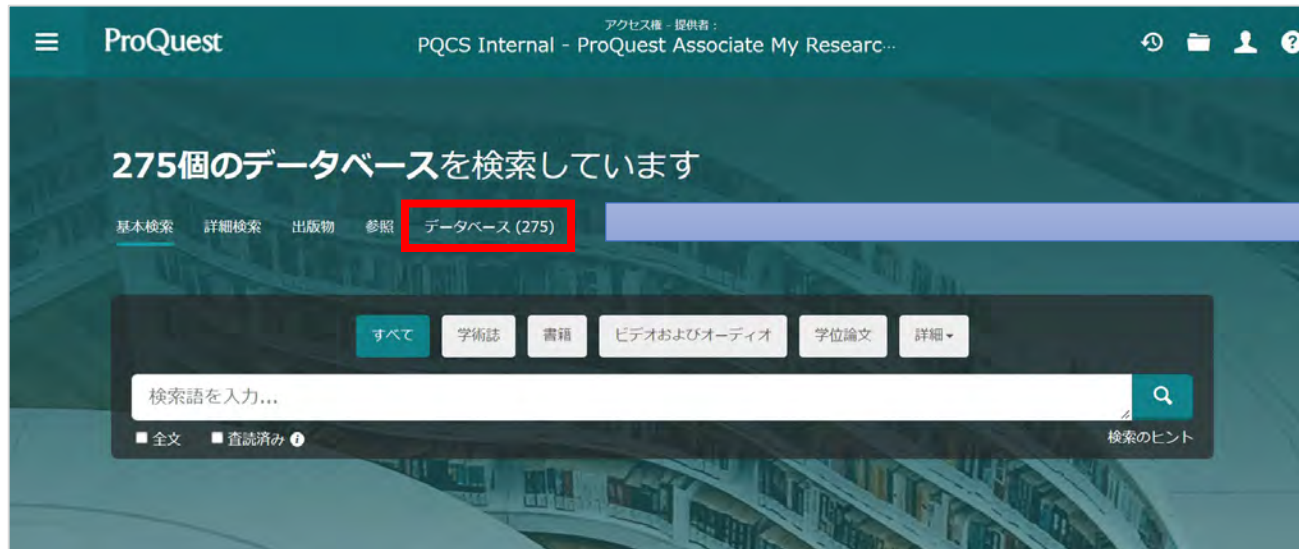 ProQuest
アクセス権 - 提供者：
PQCS Internal - ProQuest Associate My Researc…
275個のデータベースを検索しています
基本検索 詳細検索 出版物 参照 データベース (275)
すべて 学術誌 書籍 ビデオおよびオーディオ 学位論文 詳細
検索語を入力...
全文 査読済み
検索のヒント